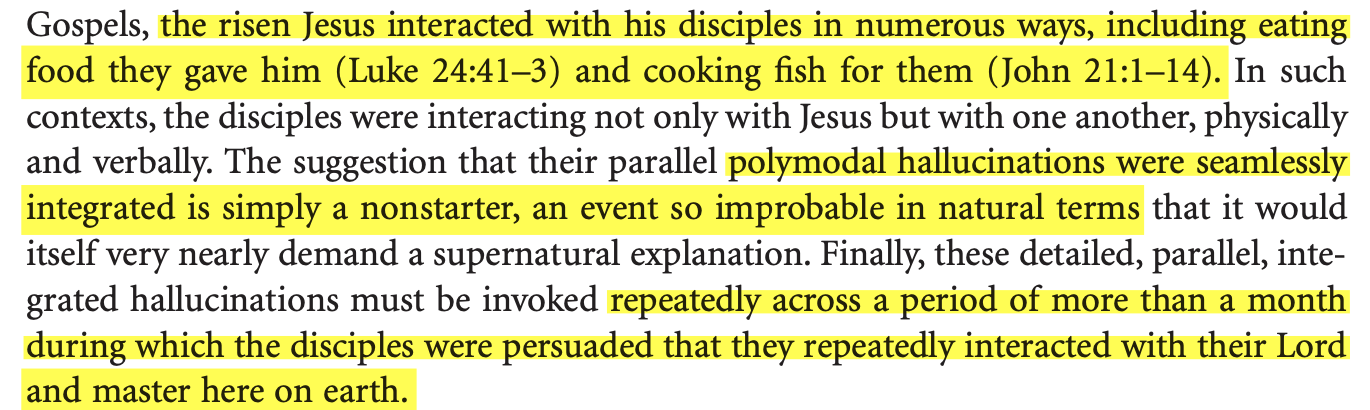 Gospels, the risen Jesus interacted with his disciples in numerous ways, including eating
food they gave him (Luke 24:41–3) and cooking fish for them (John 21:1–14). In such
contexts, the disciples were interacting not only with Jesus but with one another, physically
and verbally. The suggestion that their parallel polymodal hallucinations were seamlessly
integrated is simply a nonstarter, an event so improbable in natural terms that it would
itself very nearly demand a supernatural explanation. Finally, these detailed, parallel, inte-
grated hallucinations must be invoked repeatedly across a period of more than a month
during which the disciples were persuaded that they repeatedly interacted with their Lord
and master here on earth.